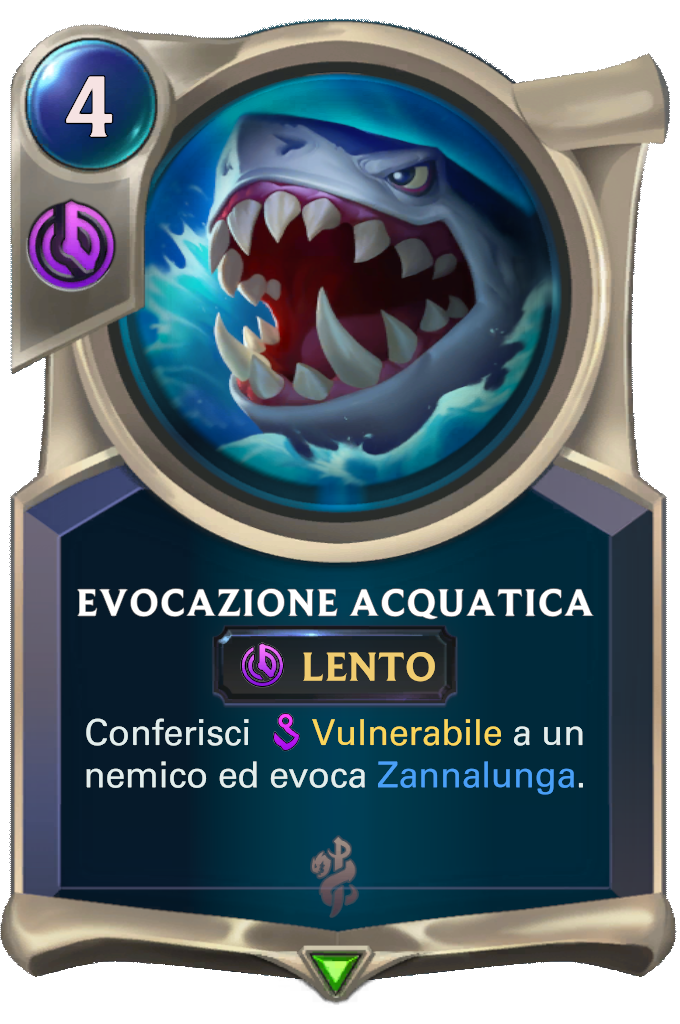 4
EVOCAZIONE ACQUATICA
LENTO
Conferisci Vulnerabile a un
nemico ed evoca Zannalunga.